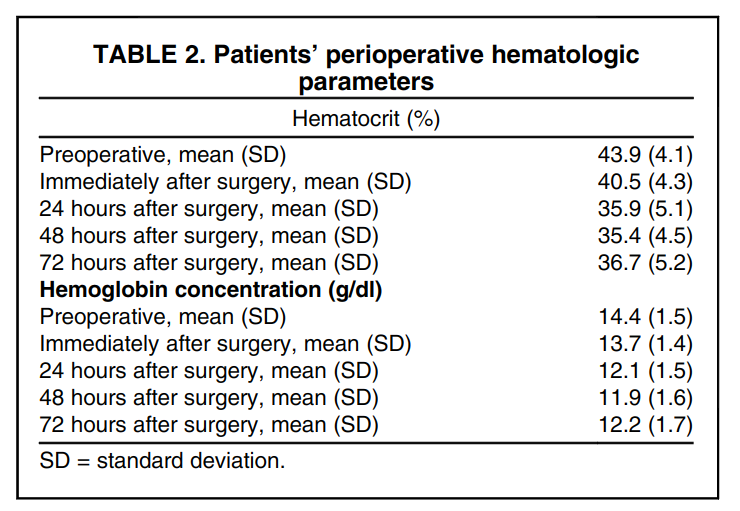 TABLE 2. Patients’ perioperative hematologic
parameters
Hematocrit (%)
Preoperative, mean (SD) 43.9 (4.1)
Immediately after surgery, mean (SD) 40.5 (4.3)
24 hours after surgery, mean (SD) 35.9 (5.1)
48 hours after surgery, mean (SD) 35.4 (4.5)
72 hours after surgery, mean (SD) 36.7 (5.2)
Hemoglobin concentration (g/dl)
Preoperative, mean (SD) 14.4 (1.5)
Immediately after surgery, mean (SD) 13.7 (1.4)
24 hours after surgery, mean (SD) 12.1 (1.5)
48 hours after surgery, mean (SD) 11.9 (1.6)
72 hours after surgery, mean (SD) 12.2 (1.7)
SD = standard deviation.